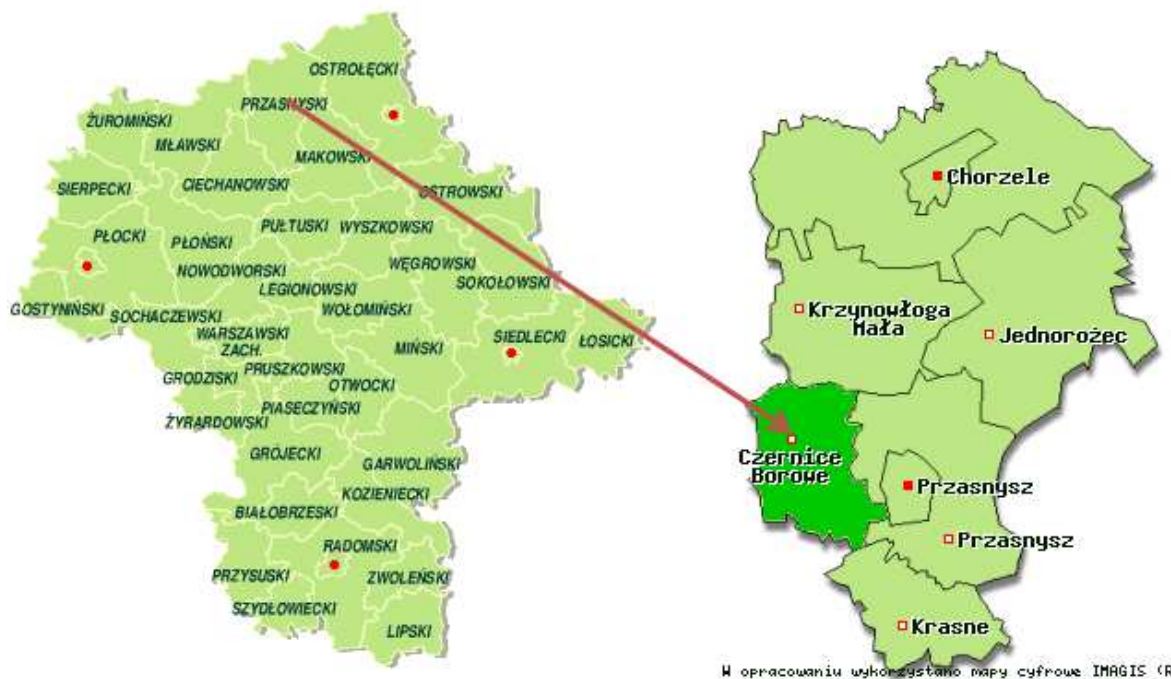 OSTROŁĘCKI
PRZASNYSKI
ŻUROMIŃSKI
MŁAWSKI
MAKOWSKI
CIECHANOWSKI
SIERPECKI
OSTROWSKI
PUŁTUSKI
WYSZKOWSKI
PŁOCKI
PŁOŃSKI
NOWODWORSKI
WĘGROWSKI
SOKOŁOWSKI
LEGIONOWSKI
GOSTYNIŃSKI
SOCHACZEWSKI
WOŁOMIŃSKI
WARSZAWSKI
ZACH.
MIŃSKI
SIEDLECKI
ŁOSICKI
GRODZISKI
PRUSZKOWSKI
OTWOCKI
PIASECZYŃSKI
ŻYRARDOWSKI
GRÓJECKI
GARWOLIŃSKI
KOZIENIECKI
BIAŁOBRZESKI
RADOMSKI
PRZYSUSKI
ZWOLEŃSKI
SZYDŁOWIECKI
LIPSKI
Chorzele
Krzynowłoga
Mała
Jednorożec
Czernice
Borowe
Przasnysz
Przasnysz
Krasne
W opracowaniu wykorzystano mapy cyfrowe IMAGIS (R